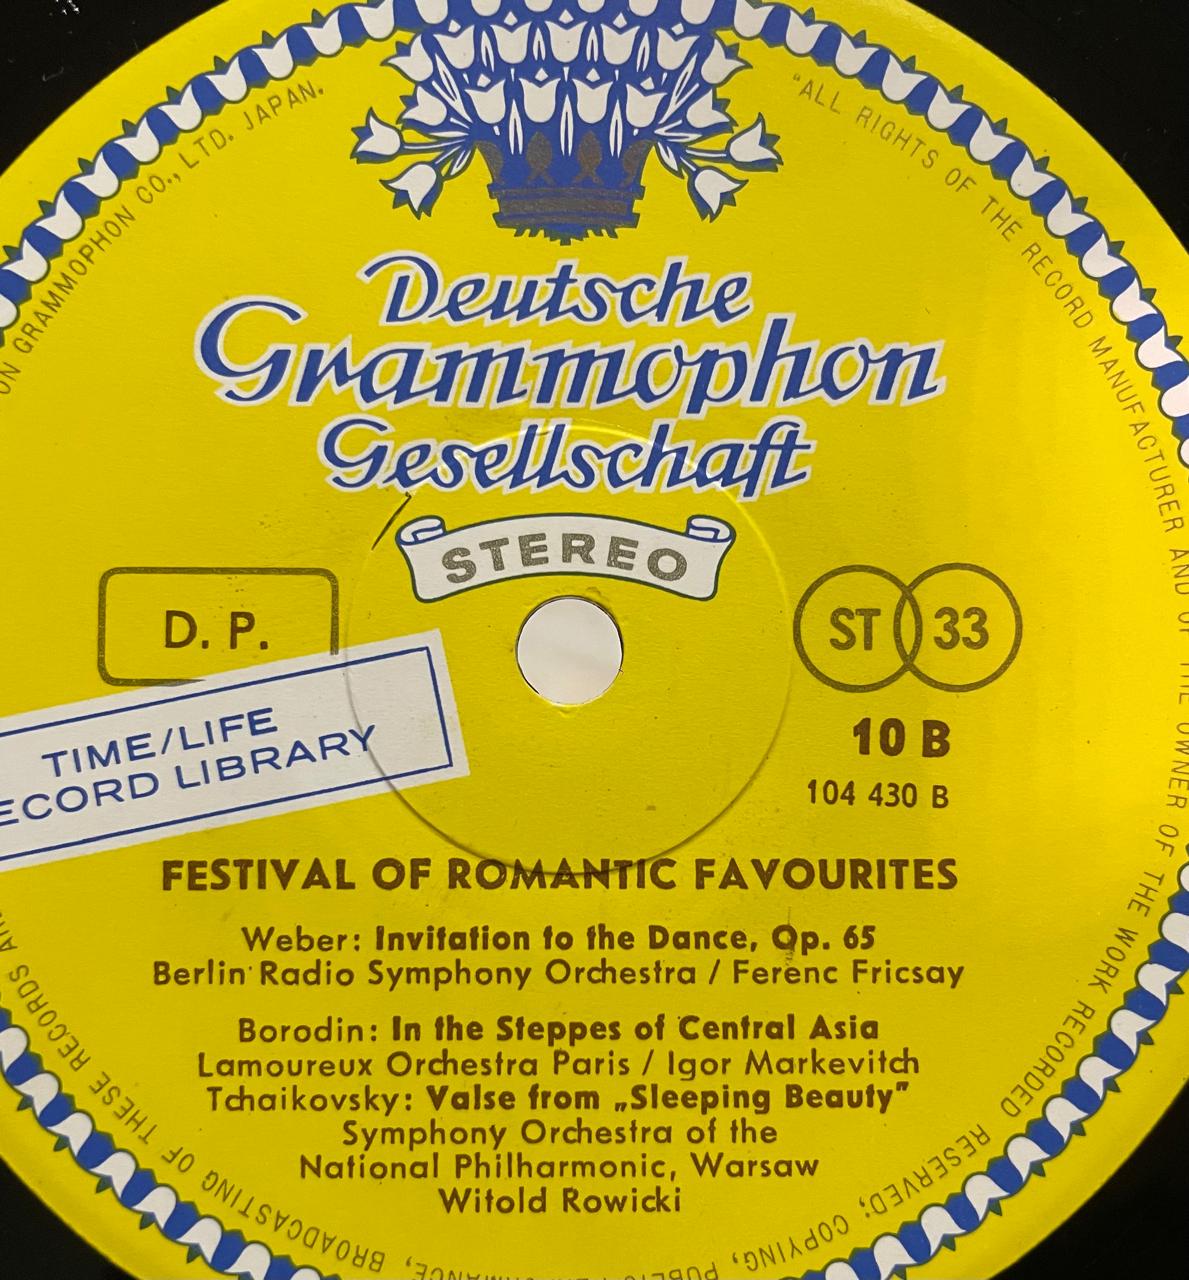 Deutsche
Grammophon
Gesellschaft
STEREO
D. P.
ST 33
10 B
104 430 B
TIME/LIFE
ECORD LIBRARY
FESTIVAL OF ROMANTIC FAVOURITES
Weber: Invitation to the Dance, Op. 65
Berlin Radio Symphony Orchestra / Ferenc Fricsay
Borodin: In the Steppes of Central Asia
Lamoureux Orchestra Paris / Igor Markevitch
Tchaikovsky: Valse from „Sleeping Beauty”
Symphony Orchestra of the
National Philharmonic, Warsaw
Witold Rowicki
"ALL RIGHTS OF THE RECORD MANUFACTURER AND OF THE OWNER OF THE WORK RECORDED RESERVED; COPYING, BROADCASTING OF THESE RECORDS
ON GRAMMOPHON CO., LTD. JAPAN.